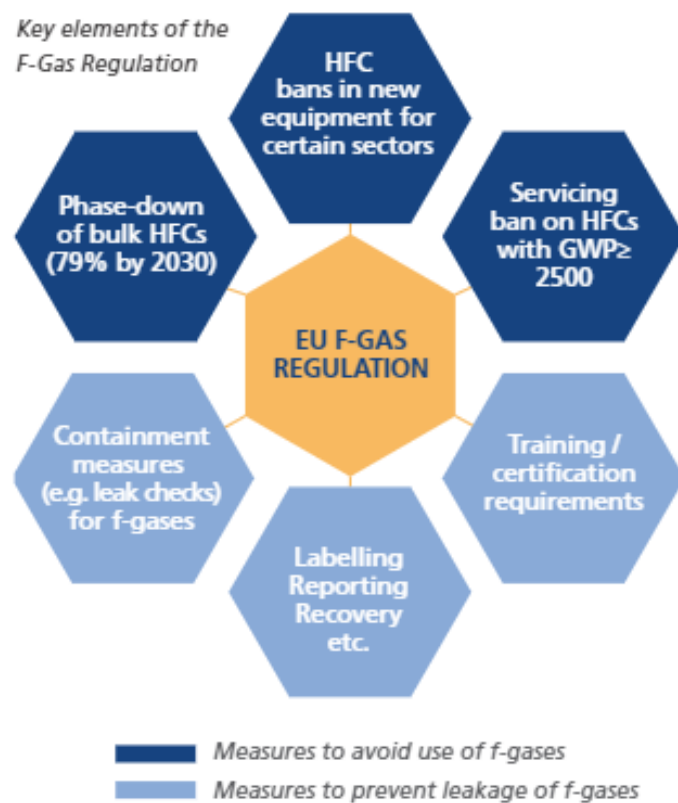 Key elements of the
F-Gas Regulation
HFC
bans in new
equipment for
certain sectors
Phase-down
of bulk HFCs
(79% by 2030)
Servicing
ban on HFCs
with GWP≥
2500
EU F-GAS
REGULATION
Containment
measures
(e.g. leak checks)
for f-gases
Training /
certification
requirements
Labelling
Reporting
Recovery
etc.
Measures to avoid use of f-gases
Measures to prevent leakage of f-gases